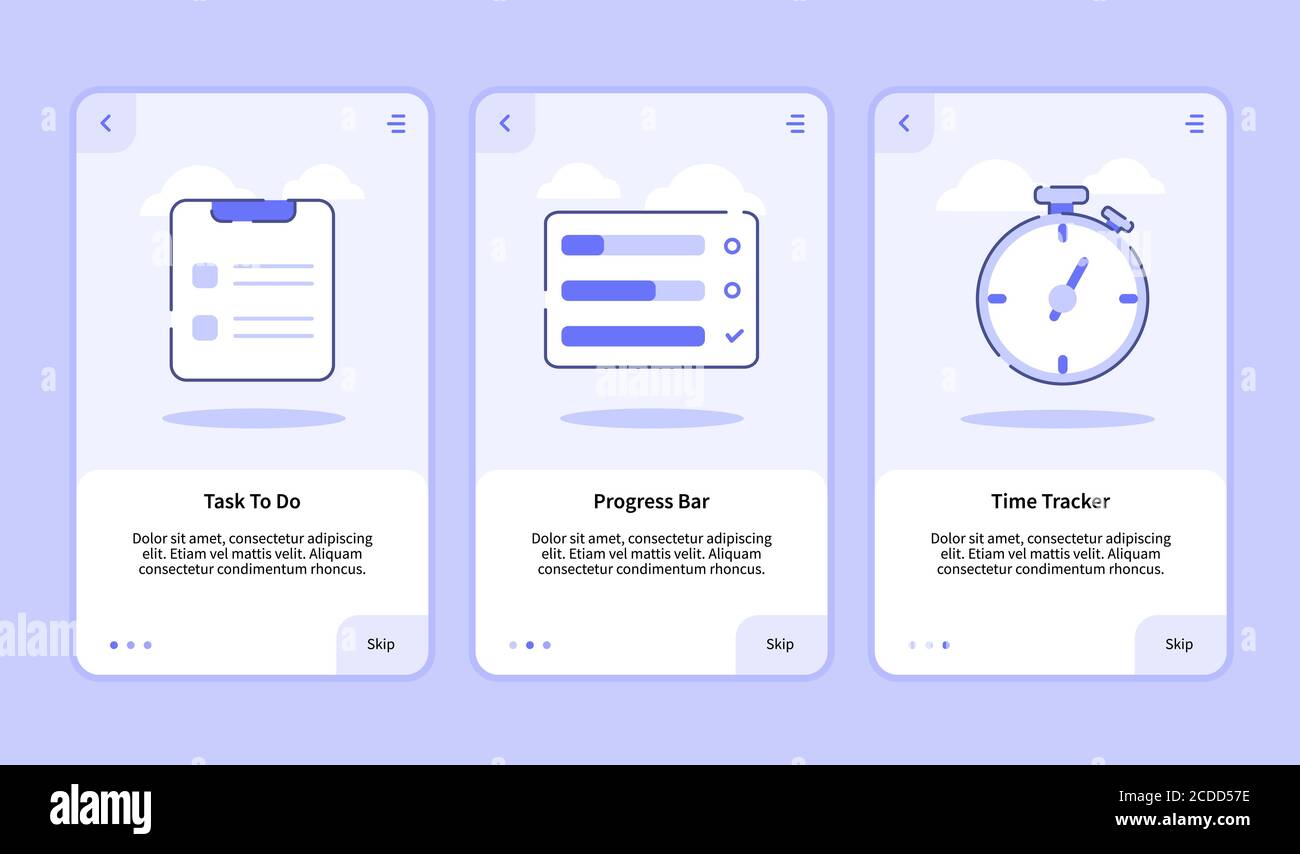 Task To Do
Dolor sit amet, consectetur adipiscing
elit. Etiam vel mattis velit. Aliquam
consectetur condimentum rhoncus.
Skip
Progress Bar
Dolor sit amet, consectetur adipiscing
elit. Etiam vel mattis velit. Aliquam
consectetur condimentum rhoncus.
Skip
Time Tracker
Dolor sit amet, consectetur adipiscing
elit. Etiam vel mattis velit. Aliquam
consectetur condimentum rhoncus.
Skip
alamy
alamy
Image ID: 2CDD57E
www.alamy.com